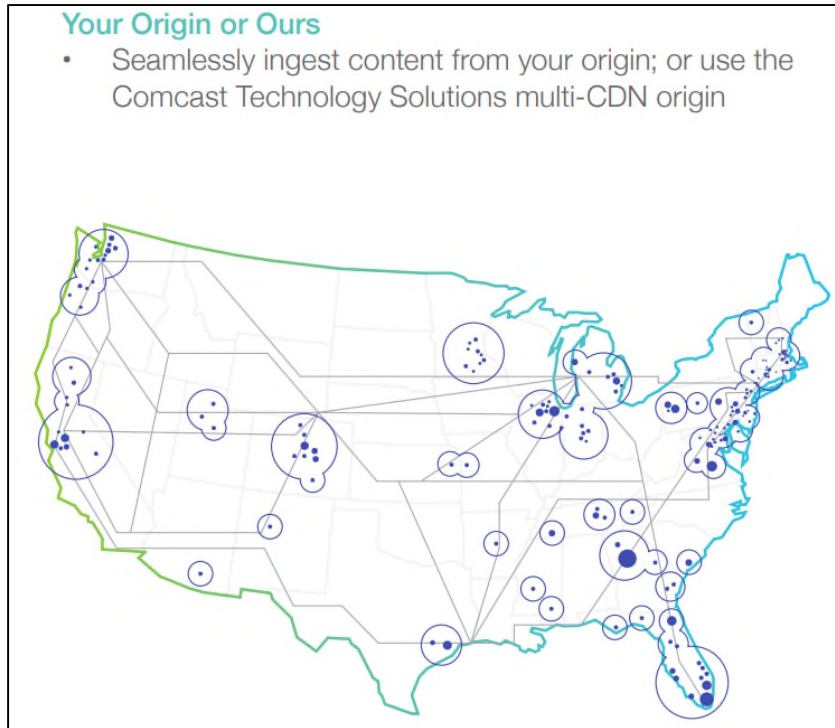 Your Origin or Ours
• Seamlessly ingest content from your origin; or use the
Comcast Technology Solutions multi-CDN origin